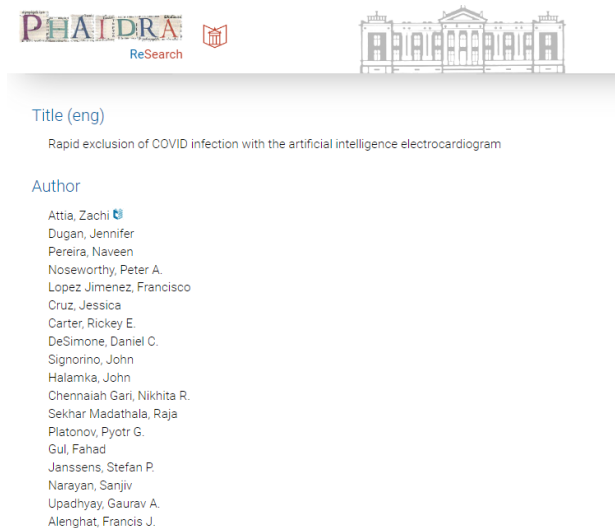 PHAIDRA
ReSearch
Title (eng)
Rapid exclusion of COVID infection with the artificial intelligence electrocardiogram
Author
Attia, Zachi
Dugan, Jennifer
Pereira, Naveen
Noseworthy, Peter A.
Lopez Jimenez, Francisco
Cruz, Jessica
Carter, Rickey E.
DeSimone, Daniel C.
Signorino, John
Halamka, John
Chennaiah Gari, Nikhita R.
Sekhar Madathala, Raja
Platonov, Pyotr G.
Gul, Fahad
Janssens, Stefan P.
Narayan, Sanjiv
Upadhyay, Gaurav A.
Alenghat, Francis J.